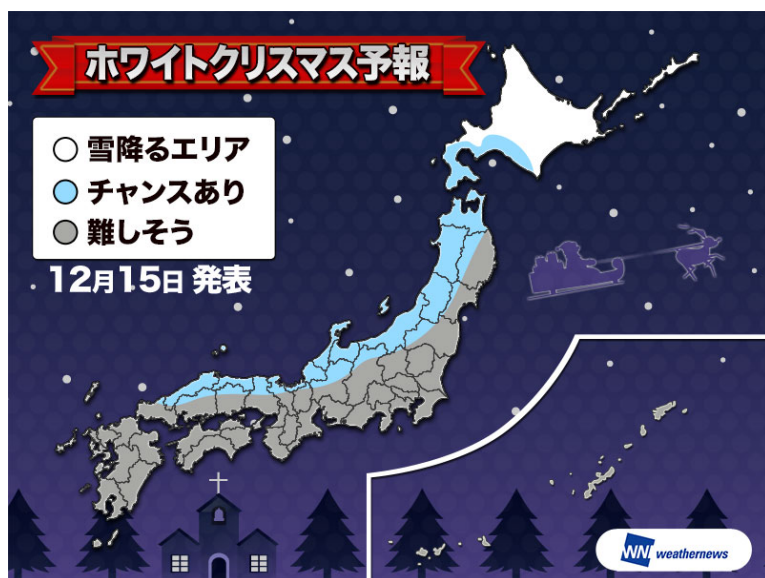 ホワイトクリスマス予報
雪降るエリア
チャンスあり
難しそう
12月15日 発表
WN weathernews